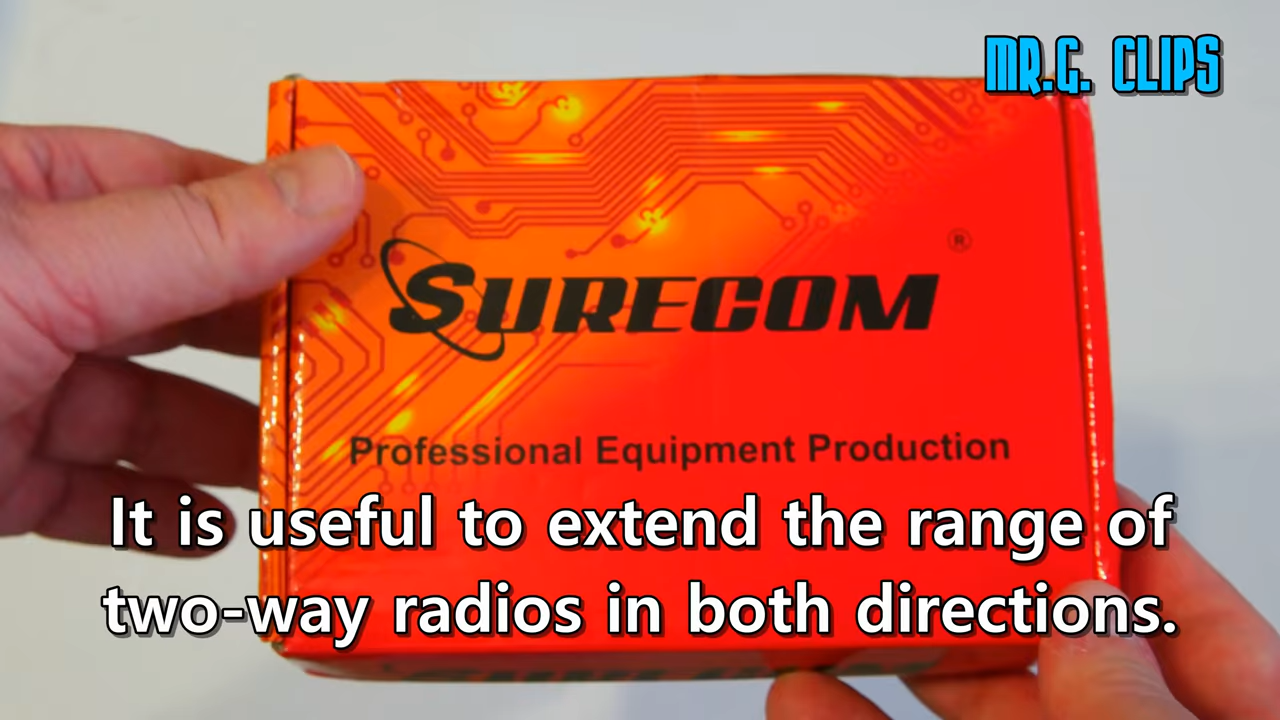 MR.G. CLIPS
SURECOM ®
Professional Equipment Production
It is useful to extend the range of
two-way radios in both directions.